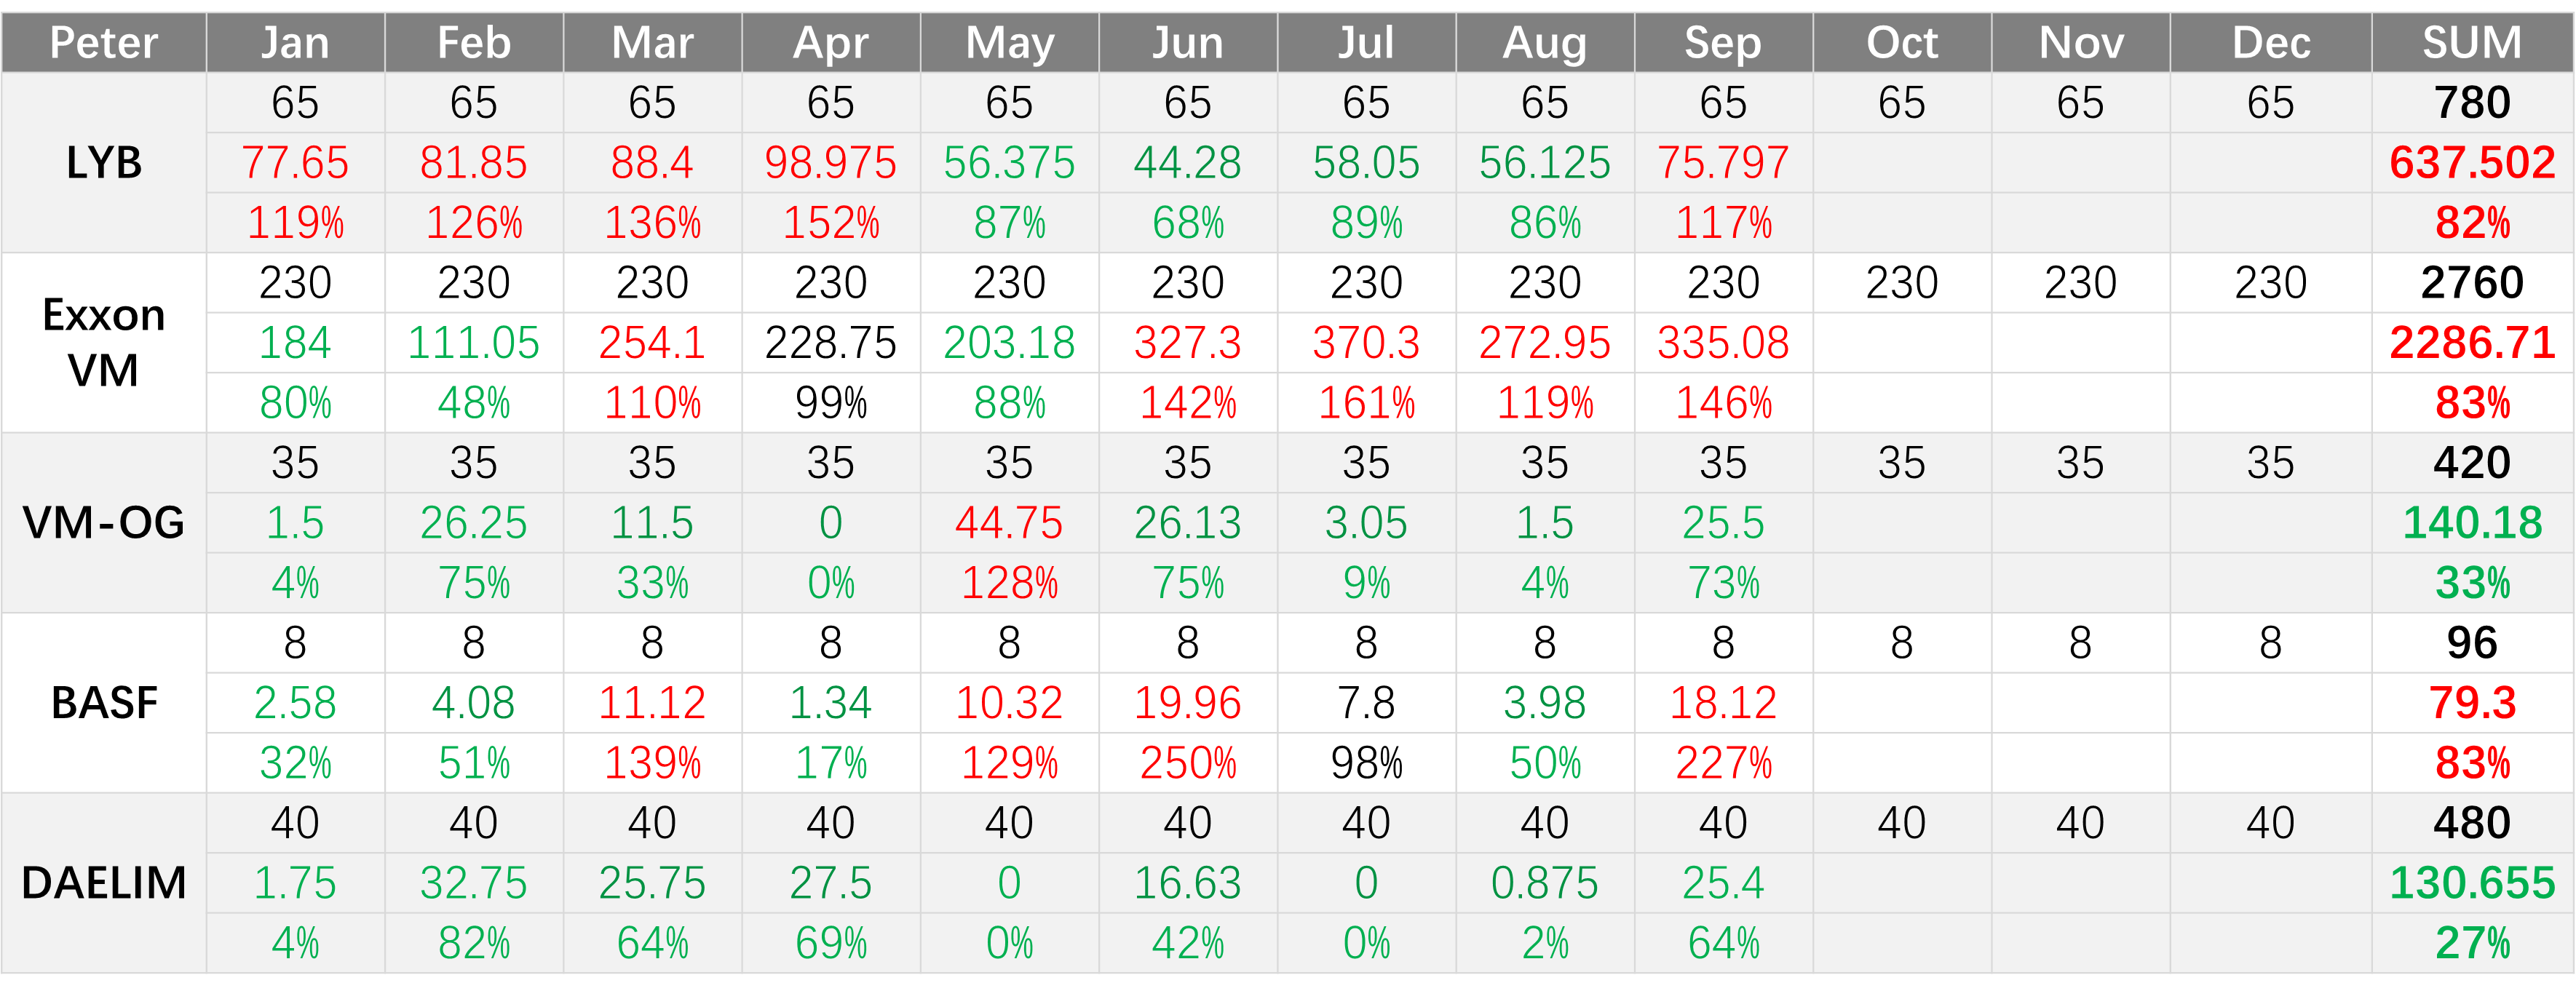 Peter Jan Feb Mar Apr May Jun Jul Aug Sep Oct Nov Dec SUM
LYB
65 65 65 65 65 65 65 65 65 65 65 65 780
77.65 81.85 88.4 98.975 56.375 44.28 58.05 56.125 75.797 637.502
119% 126% 136% 152% 87% 68% 89% 86% 117% 82%
Exxon
VM
230 230 230 230 230 230 230 230 230 230 230 230 2760
184 111.05 254.1 228.75 203.18 327.3 370.3 272.95 335.08 2286.71
80% 48% 110% 99% 88% 142% 161% 119% 146% 83%
VM-OG
35 35 35 35 35 35 35 35 35 35 35 35 420
1.5 26.25 11.5 0 44.75 26.13 3.05 1.5 25.5 140.18
4% 75% 33% 0% 128% 75% 9% 4% 73% 33%
BASF
8 8 8 8 8 8 8 8 8 8 8 8 96
2.58 4.08 11.12 1.34 10.32 19.96 7.8 3.98 18.12 79.3
32% 51% 139% 17% 129% 250% 98% 50% 227% 83%
DAELIM
40 40 40 40 40 40 40 40 40 40 40 40 480
1.75 32.75 25.75 27.5 0 16.63 0 0.875 25.4 130.655
4% 82% 64% 69% 0% 42% 0% 2% 64% 27%